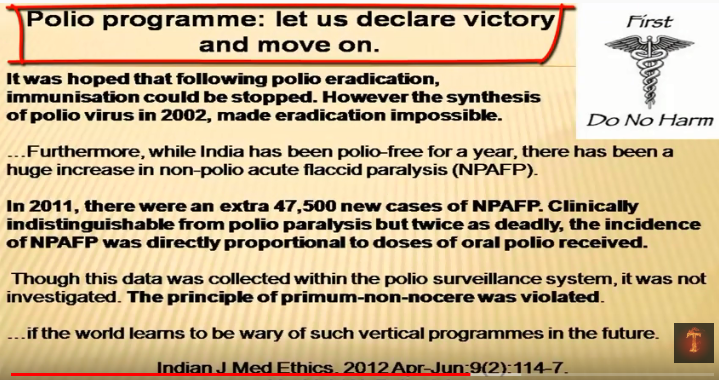 Polio programme: let us declare victory
and move on.
First
Do No Harm
It was hoped that following polio eradication,
immunisation could be stopped. However the synthesis
of polio virus in 2002, made eradication impossible.
...Furthermore, while India has been polio-free for a year, there has been a
huge increase in non-polio acute flaccid paralysis (NPAFP).
In 2011, there were an extra 47,500 new cases of NPAFP. Clinically
indistinguishable from polio paralysis but twice as deadly, the incidence
of NPAFP was directly proportional to doses of oral polio received.
Though this data was collected within the polio surveillance system, it was not
investigated. The principle of primum-non-nocere was violated.
...if the world learns to be wary of such vertical programmes in the future.
T
Indian J Med Ethics. 2012 Apr-Jun;9(2):114-7.